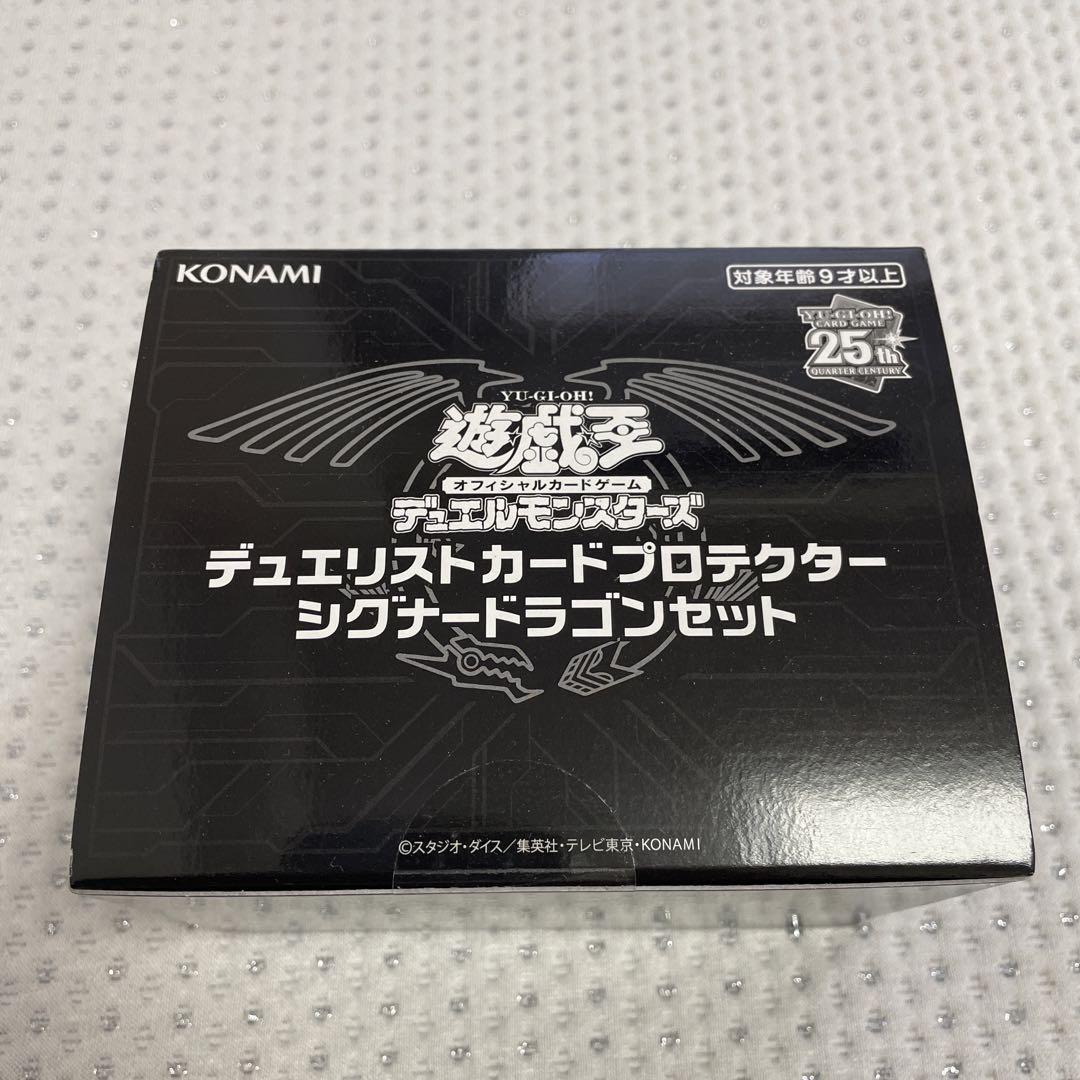 KONAMI
対象年齢9才以上
YU-GI-OH!
CARD GAME
25th
QUARTER CENTURY
YU-GI-OH!
遊戯王
オフィシャルカードゲーム
デュエルモンスターズ
デュエリストカードプロテクター
シグナードラゴンセット
©スタジオ・ダイス／集英社・テレビ東京・KONAMI